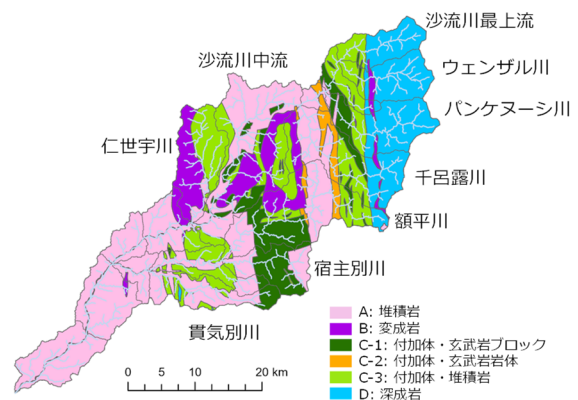 沙流川最上流
沙流川中流
ウェンザル川
パンケヌーシ川
仁世宇川
千呂露川
額平川
宿主別川
貫気別川
A: 堆積岩
B: 変成岩
C-1: 付加体・玄武岩ブロック
C-2: 付加体・玄武岩岩体
C-3: 付加体・堆積岩
D: 深成岩
0 5 10 20 km